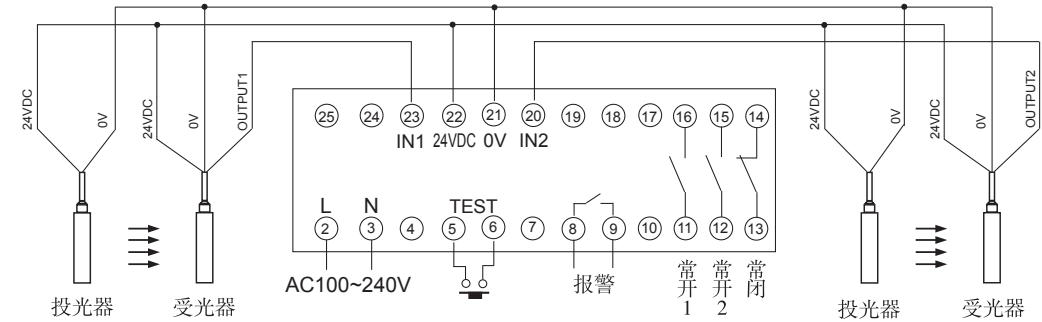 24VDC 0V 24VDC 0V OUTPUT1 24VDC 0V 24VDC 0V OUTPUT2
25 24 23 22 21 20 19 18 17 16 15 14
IN1 24VDC 0V IN2
L N TEST
2 3 4 5 6 7 8 9 10 11 12 13
AC100~240V 报警 常开1 常开2 常闭
投光器 受光器 投光器 受光器